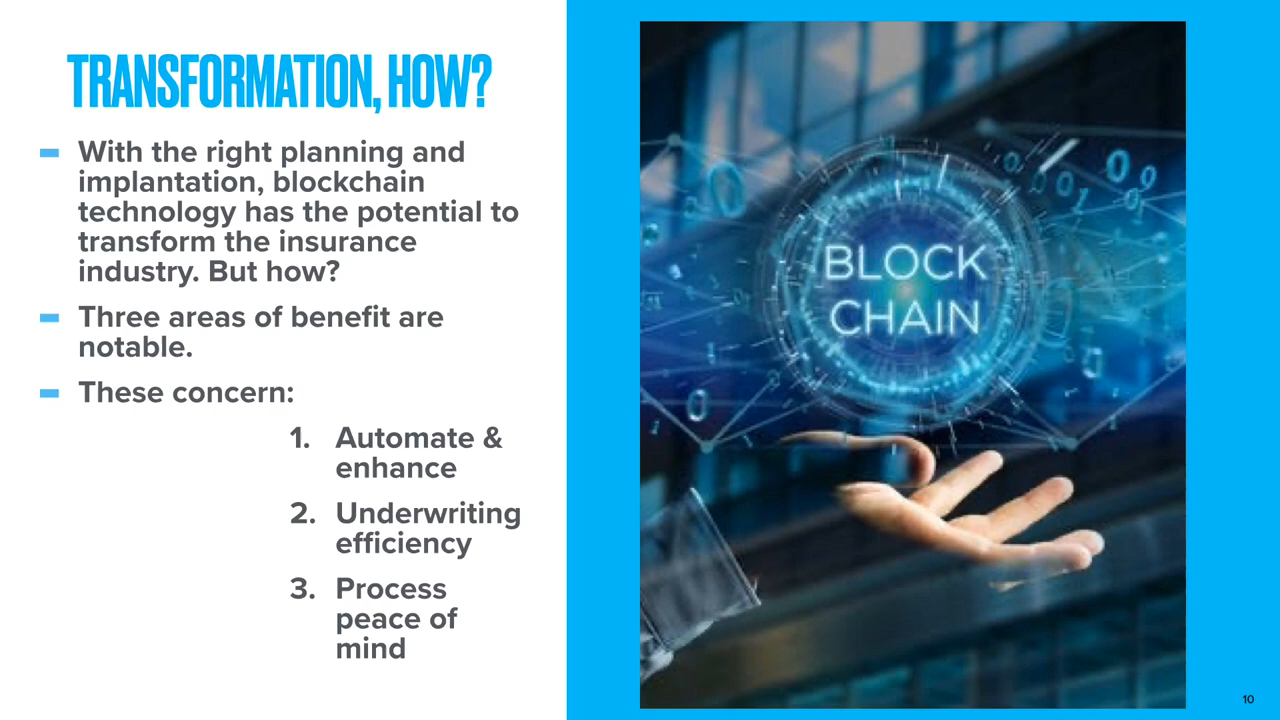 TRANSFORMATION, HOW?
With the right planning and
implantation, blockchain
technology has the potential to
transform the insurance
industry. But how?
Three areas of benefit are
notable.
These concern:
1. Automate &
enhance
2. Underwriting
efficiency
3. Process
peace of
mind
BLOCK
CHAIN
10